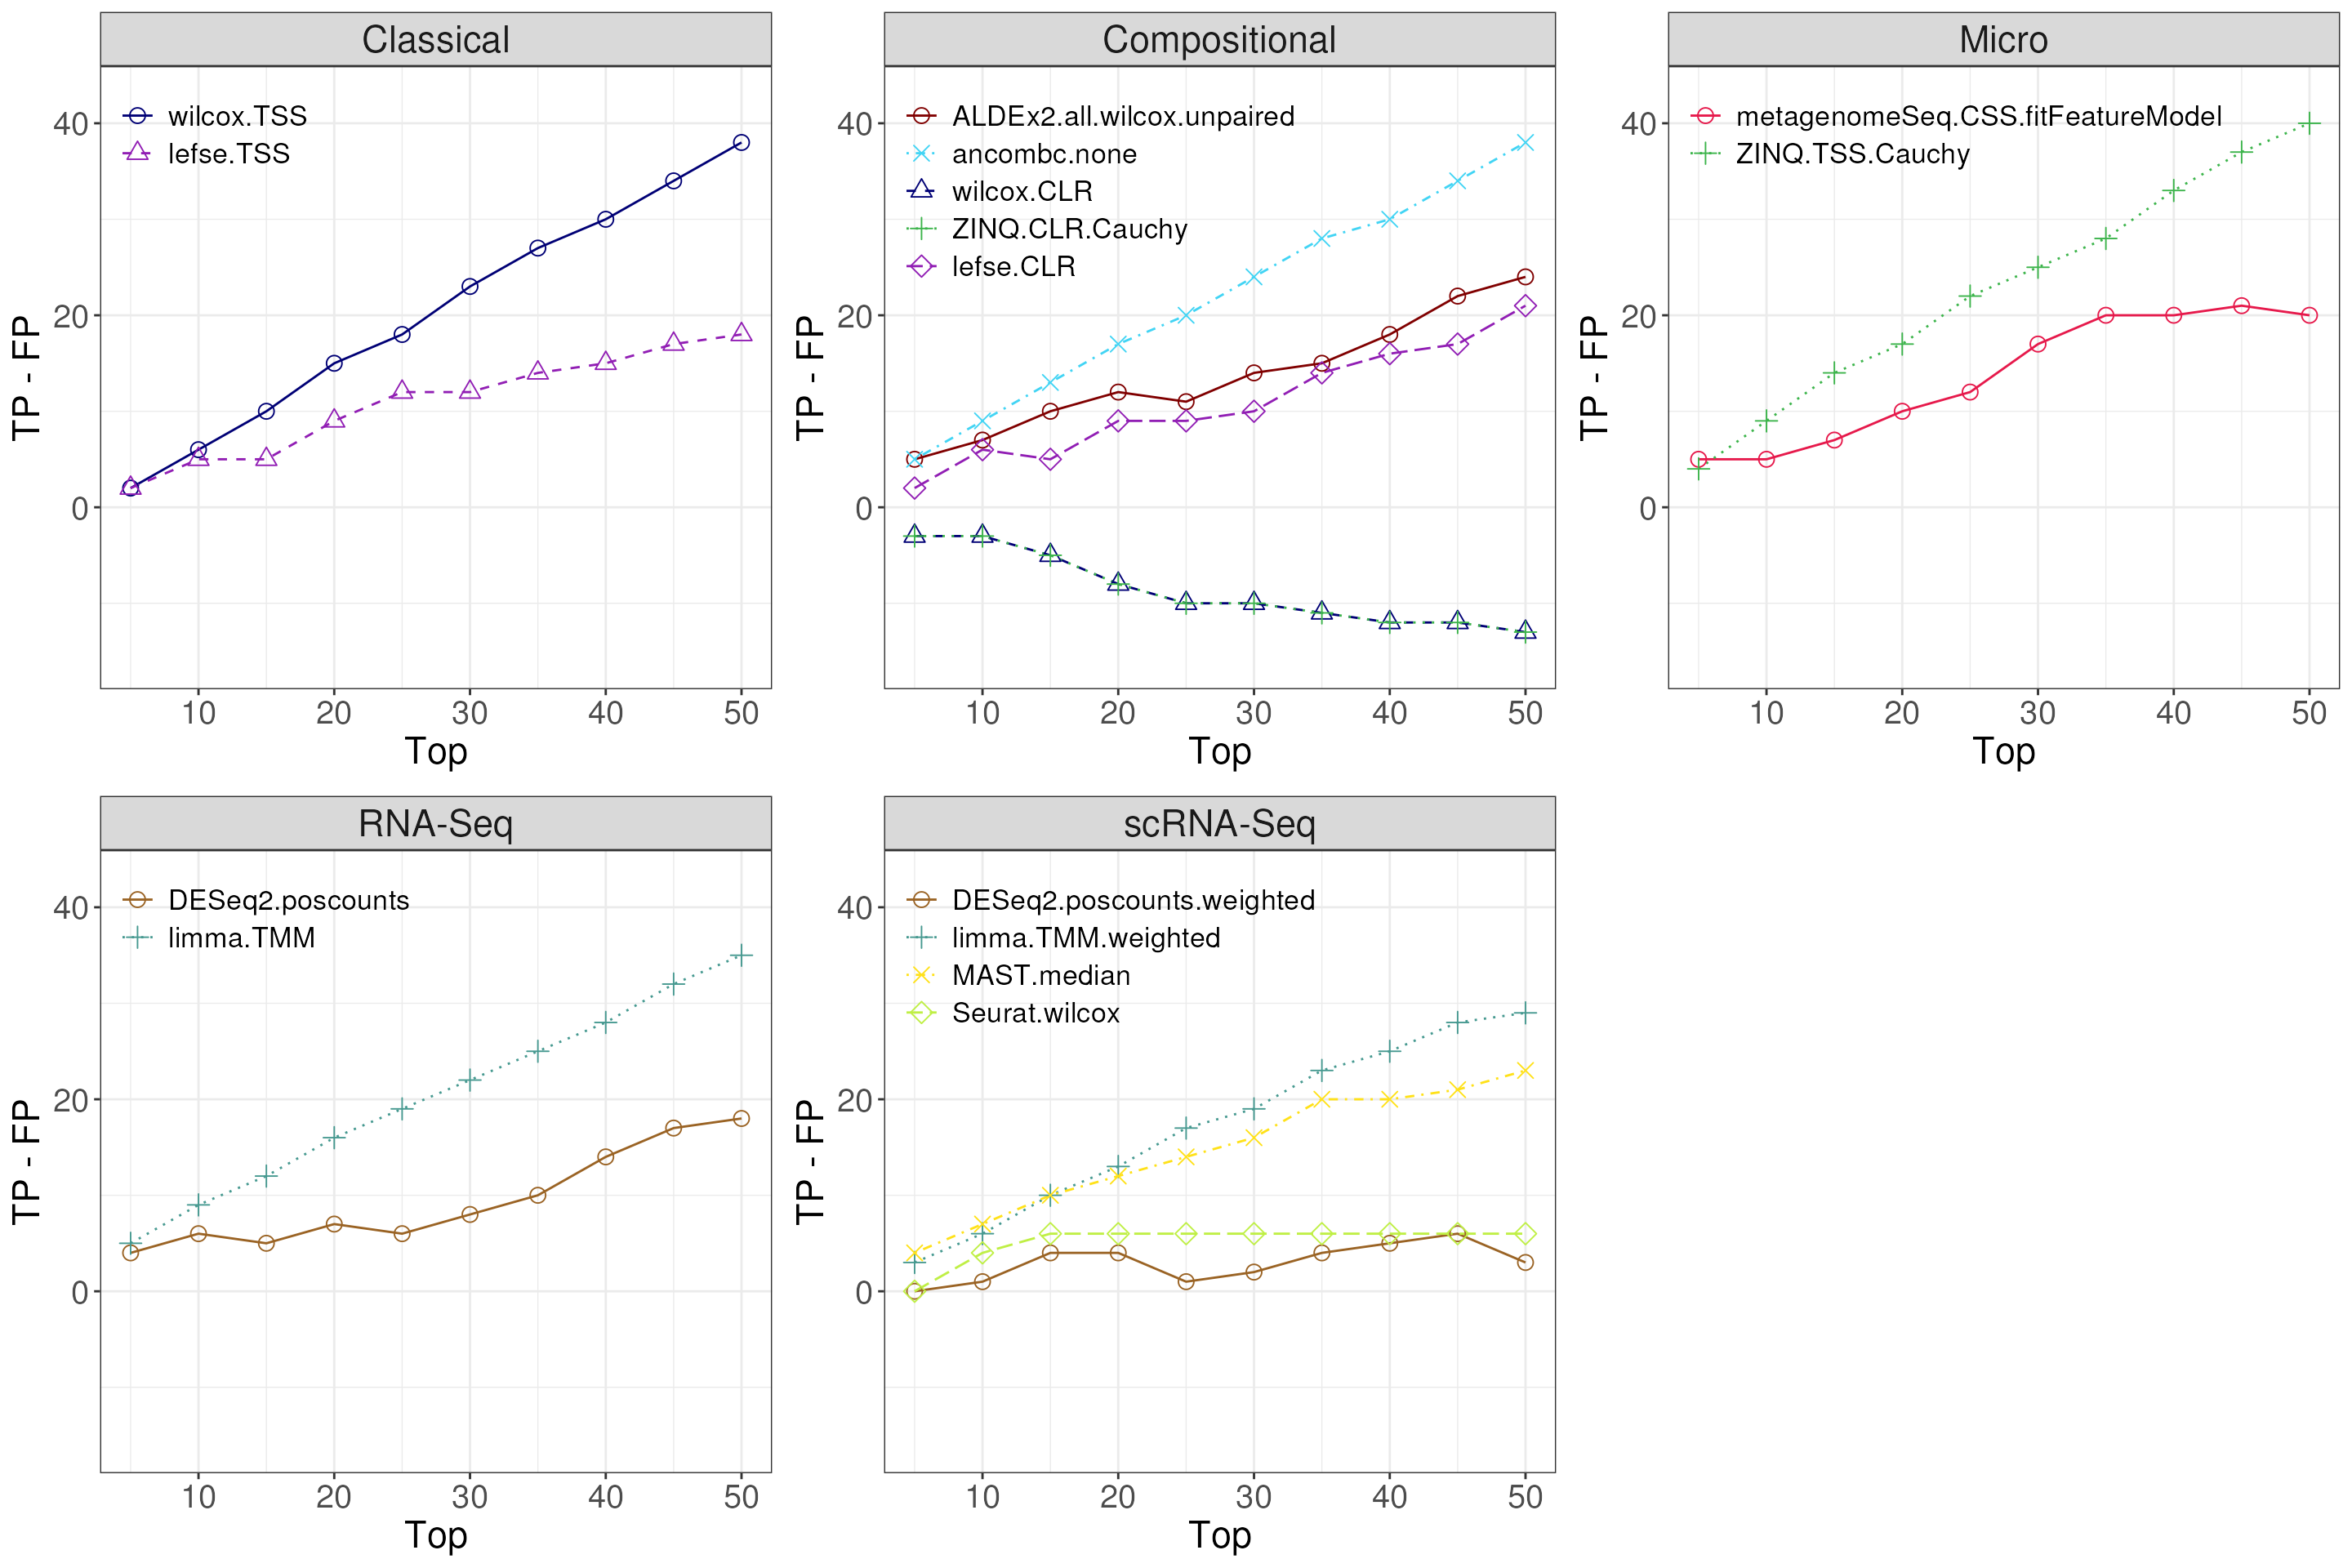 Classical
wilcox.TSS
lefse.TSS
40
20
0
TP - FP
10 20 30 40 50
Top
Compositional
ALDEx2.all.wilcox.unpaired
ancombc.none
wilcox.CLR
ZINQ.CLR.Cauchy
lefse.CLR
40
20
0
TP - FP
10 20 30 40 50
Top
Micro
metagenomeSeq.CSS.fitFeatureModel
ZINQ.TSS.Cauchy
40
20
0
TP - FP
10 20 30 40 50
Top
RNA-Seq
DESeq2.poscounts
limma.TMM
40
20
0
TP - FP
10 20 30 40 50
Top
scRNA-Seq
DESeq2.poscounts.weighted
limma.TMM.weighted
MAST.median
Seurat.wilcox
40
20
0
TP - FP
10 20 30 40 50
Top